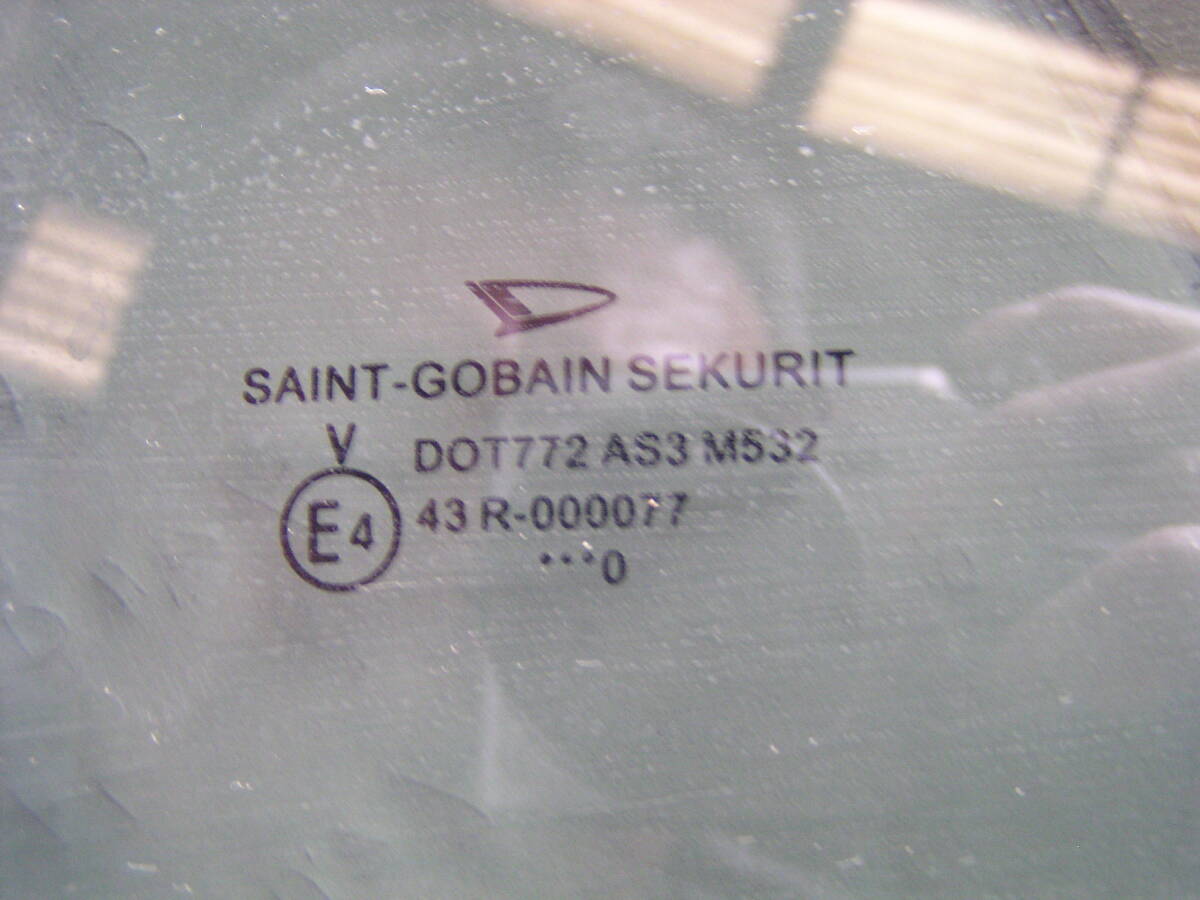 SAINT-GOBAIN SEKURIT
V
DOT772 AS3 M532
E4
43 R-000077
•••0